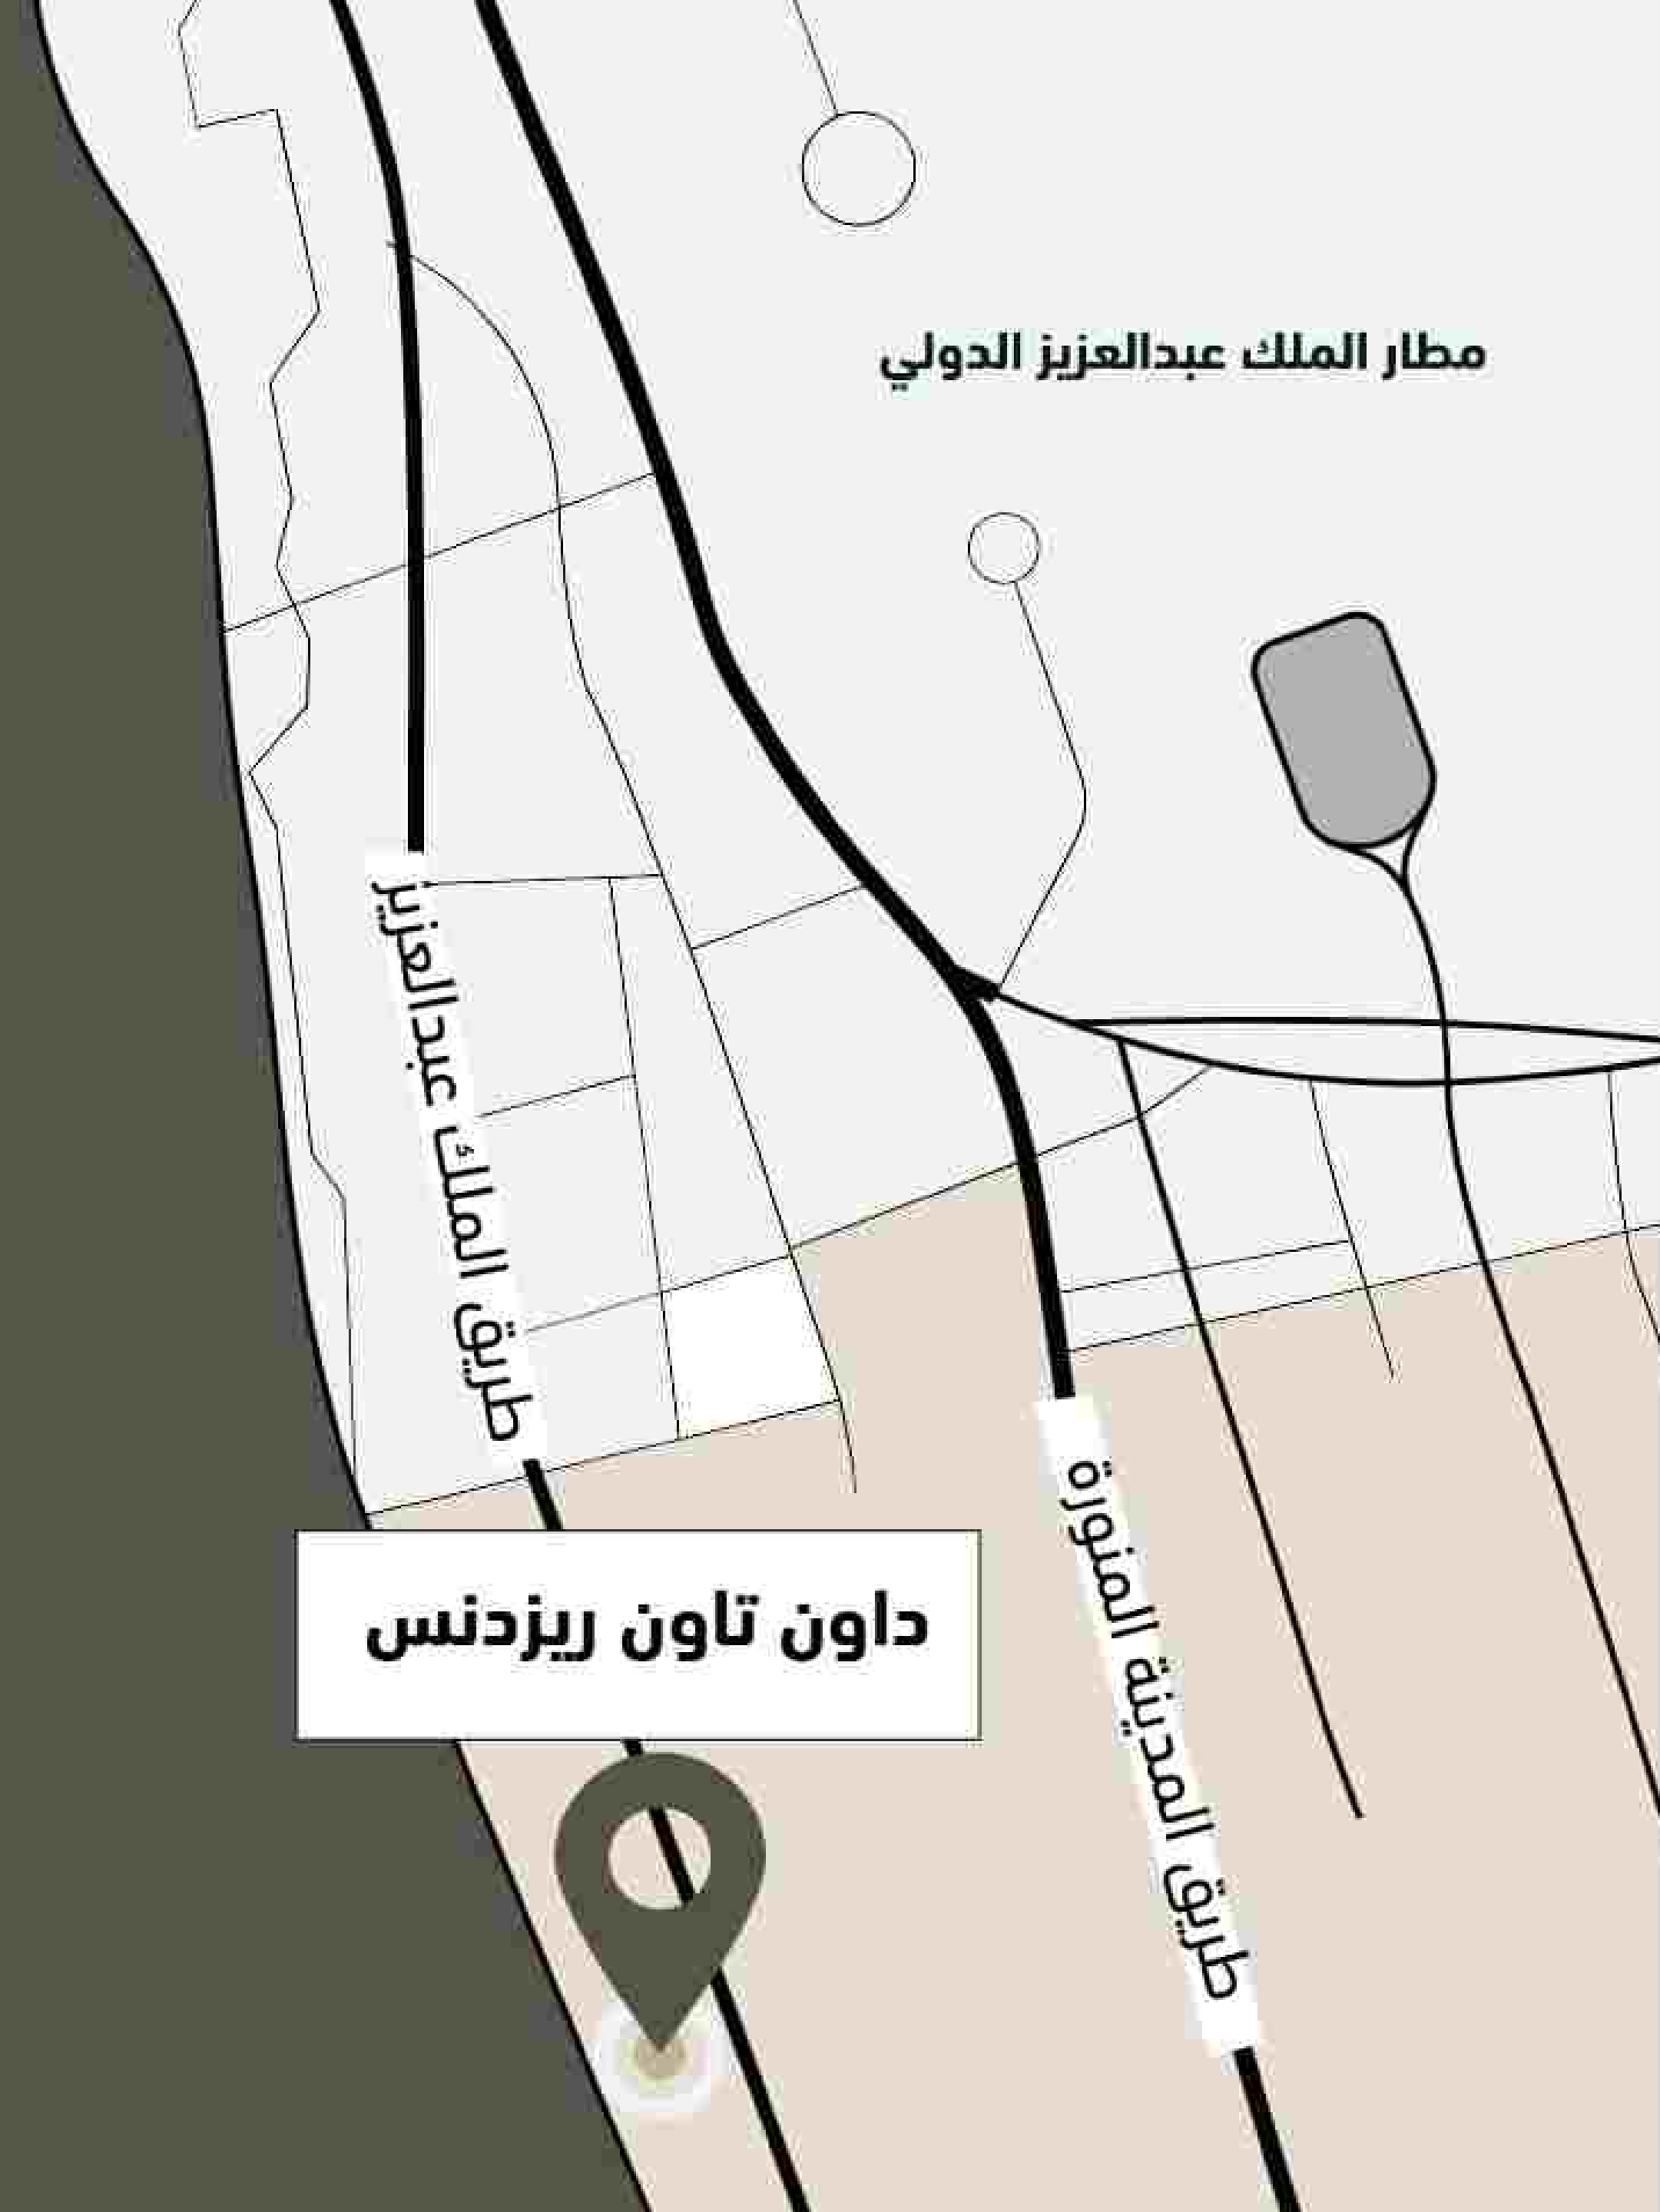 مطار الملك عبدالعزيز الدولي
طريق الملك عبدالعزيز
داون تاون ريزدنس
طريق المدينة المنورة